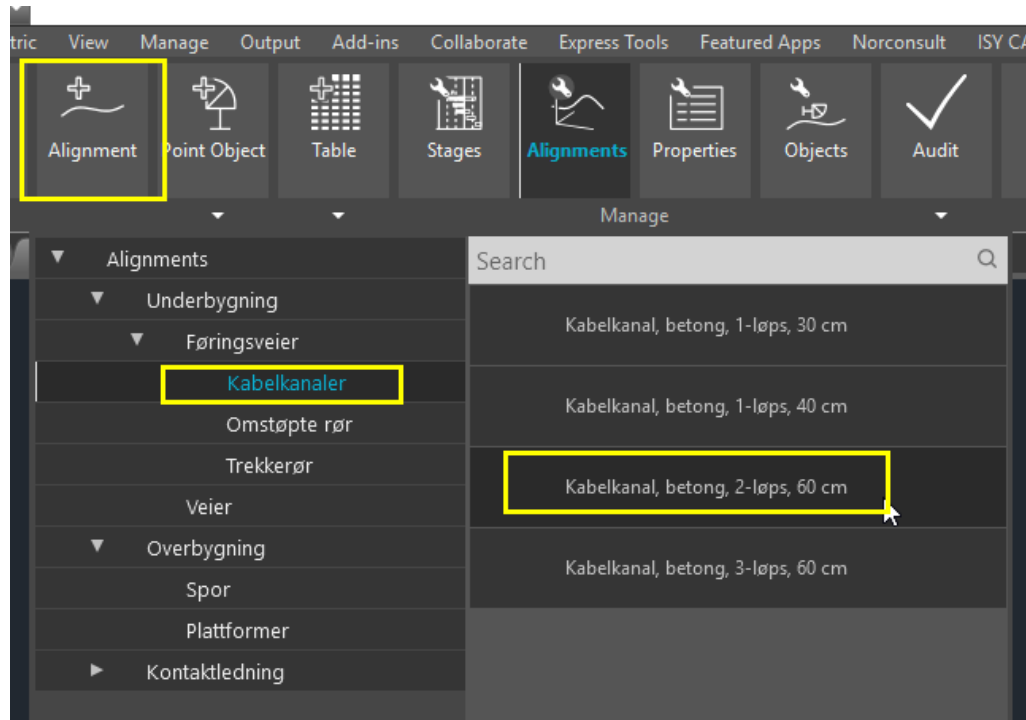 tric View Manage Output Add-ins Collaborate Express Tools Featured Apps Norconsult ISY CA
Alignment Point Object Table Stages Alignments Properties Objects Audit
Manage
Alignments
Underbygning
Føringsveier
Kabelkanaler
Omstøpte rør
Trekkerør
Veier
Overbygning
Spor
Plattformer
Kontaktledning
Search
Kabelkanal, betong, 1-løps, 30 cm
Kabelkanal, betong, 1-løps, 40 cm
Kabelkanal, betong, 2-løps, 60 cm
Kabelkanal, betong, 3-løps, 60 cm